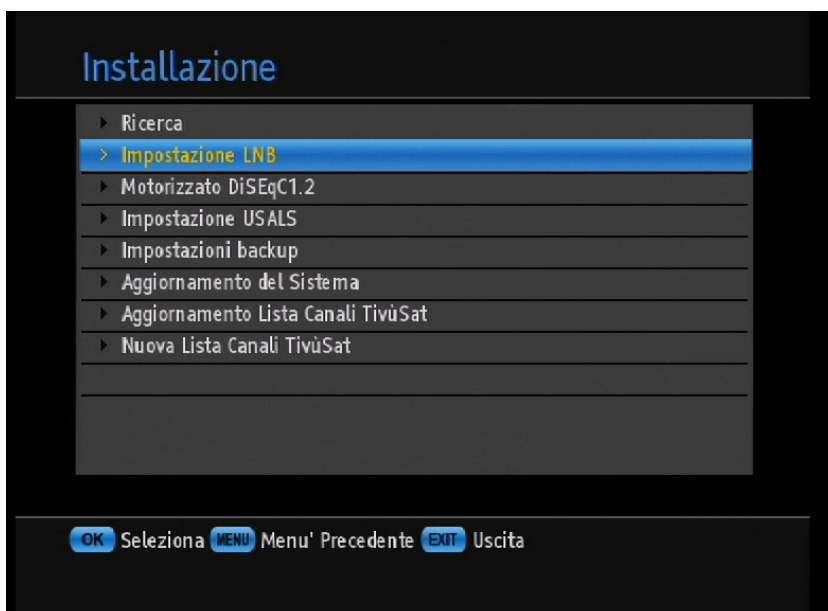 Installazione
Ricerca
Impostazione LNB
Motorizzato DiSEqC1.2
Impostazione USALS
Impostazioni backup
Aggiornamento del Sistema
Aggiornamento Lista Canali TivùSat
Nuova Lista Canali TivùSat
OK Seleziona MENU Menu' Precedente EXIT Uscita